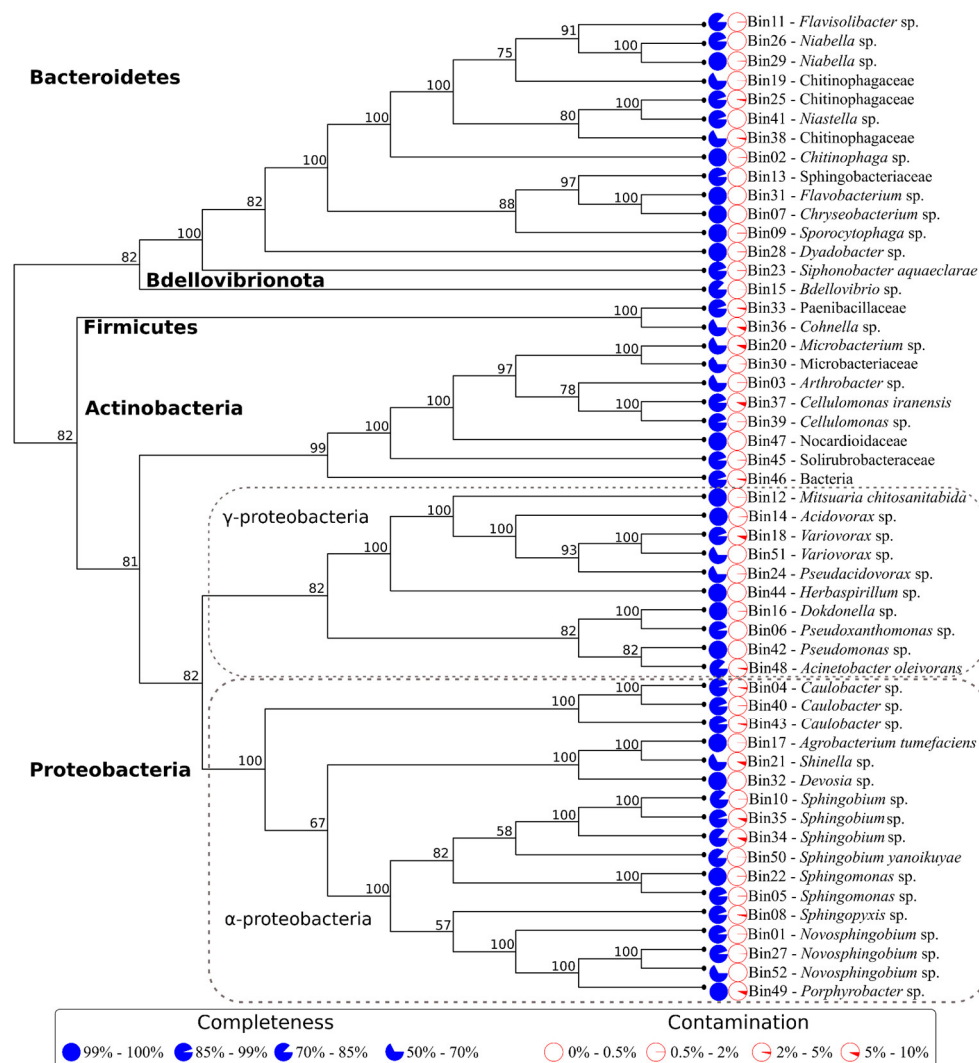 Bacteroidetes
Bdellovibrionota
Firmicutes
Actinobacteria
γ-proteobacteria
Proteobacteria
α-proteobacteria
91
100
75
100
100
80
100
100
97
100
88
82
100
82
100
100
97
78
100
100
100
99
82
81
100
100
93
100
82
100
82
82
82
100
100
100
100
67
100
100
58
82
100
100
57
100
100
100
Bin11 - Flavisolibacter sp.
Bin26 - Niabella sp.
Bin29 - Niabella sp.
Bin19 - Chitinophagaceae
Bin25 - Chitinophagaceae
Bin41 - Niastella sp.
Bin38 - Chitinophagaceae
Bin02 - Chitinophaga sp.
Bin13 - Sphingobacteriaceae
Bin31 - Flavobacterium sp.
Bin07 - Chryseobacterium sp.
Bin09 - Sporocytophaga sp.
Bin28 - Dyadobacter sp.
Bin23 - Siphonobacter aquaeclarae
Bin15 - Bdellovibrio sp.
Bin33 - Paenibacillaceae
Bin36 - Cohnella sp.
Bin20 - Microbacterium sp.
Bin30 - Microbacteriaceae
Bin03 - Arthrobacter sp.
Bin37 - Cellulomonas iranensis
Bin39 - Cellulomonas sp.
Bin47 - Nocardioidaceae
Bin45 - Solirubrobacteraceae
Bin46 - Bacteria
Bin12 - Mitsuaria chitosanitabida
Bin14 - Acidovorax sp.
Bin18 - Variovorax sp.
Bin51 - Variovorax sp.
Bin24 - Pseudacidovorax sp.
Bin44 - Herbaspirillum sp.
Bin16 - Dokdonella sp.
Bin06 - Pseudoxanthomonas sp.
Bin42 - Pseudomonas sp.
Bin48 - Acinetobacter oleivorans
Bin04 - Caulobacter sp.
Bin40 - Caulobacter sp.
Bin43 - Caulobacter sp.
Bin17 - Agrobacterium tumefaciens
Bin21 - Shinella sp.
Bin32 - Devosia sp.
Bin10 - Sphingobium sp.
Bin35 - Sphingobium sp.
Bin34 - Sphingobium sp.
Bin50 - Sphingobium yanoikuyae
Bin22 - Sphingomonas sp.
Bin05 - Sphingomonas sp.
Bin08 - Sphingopyxis sp.
Bin01 - Novosphingobium sp.
Bin27 - Novosphingobium sp.
Bin52 - Novosphingobium sp.
Bin49 - Porphyrobacter sp.
Completeness
99% - 100% 85% - 99% 70% - 85% 50% - 70%
Contamination
0% - 0.5% 0.5% - 2% 2% - 5% 5% - 10%